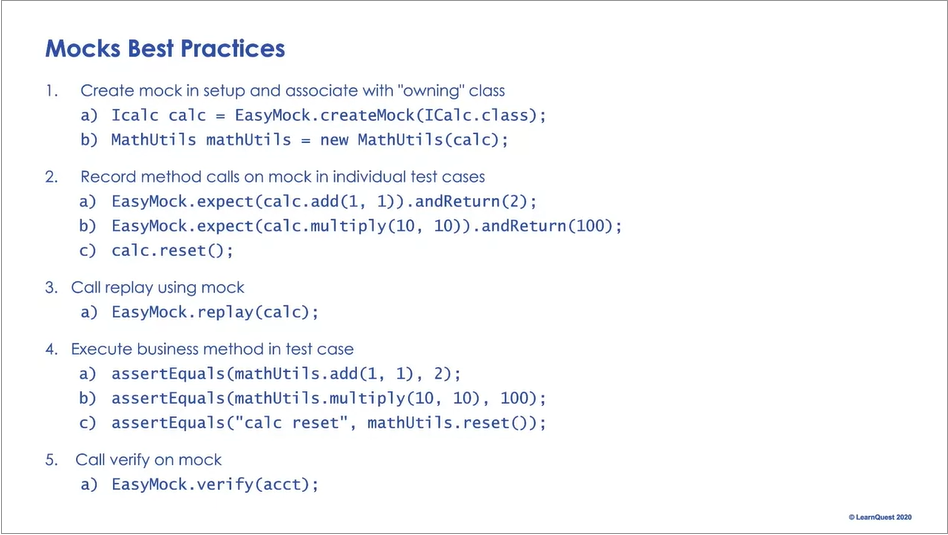 Mocks Best Practices
1. Create mock in setup and associate with "owning" class
a) Icalc calc = EasyMock.createMock(ICalc.class);
b) MathUtils mathUtils = new MathUtils(calc);
2. Record method calls on mock in individual test cases
a) EasyMock.expect(calc.add(1, 1)).andReturn(2);
b) EasyMock.expect(calc.multiply(10, 10)).andReturn(100);
c) calc.reset();
3. Call replay using mock
a) EasyMock.replay(calc);
4. Execute business method in test case
a) assertEquals(mathUtils.add(1, 1), 2);
b) assertEquals(mathUtils.multiply(10, 10), 100);
c) assertEquals("calc reset", mathUtils.reset());
5. Call verify on mock
a) EasyMock.verify(acct);
© LearnQuest 2020